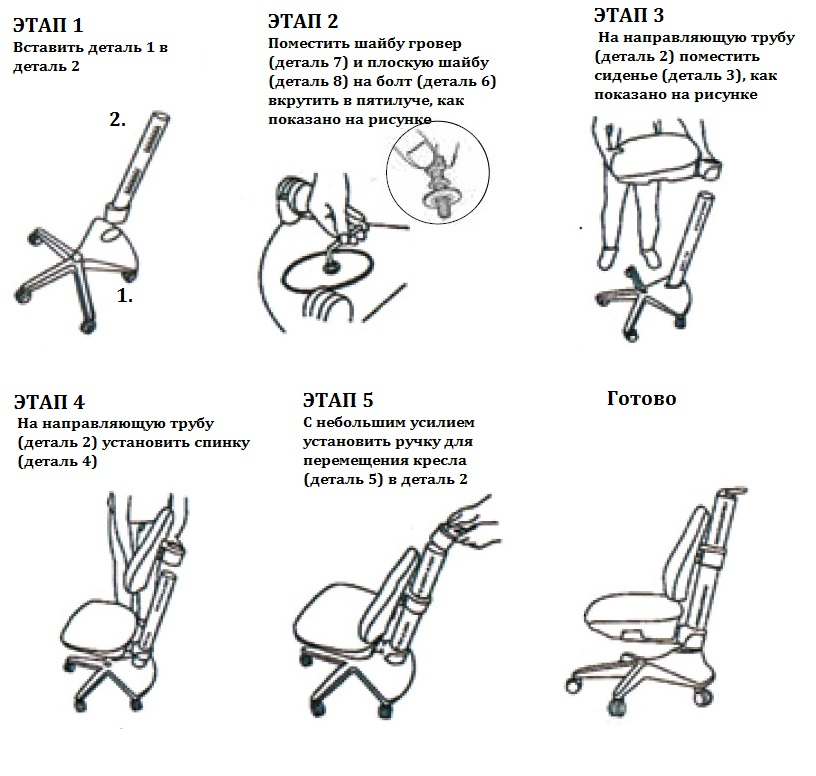 ЭТАП 1
Вставить деталь 1 в
деталь 2
2.
1.
ЭТАП 2
Поместить шайбу гровер
(деталь 7) и плоскую шайбу
(деталь 8) на болт (деталь 6)
вкрутить в пятилуче, как
показано на рисунке
ЭТАП 3
На направляющую трубу
(деталь 2) поместить
сиденье (деталь 3), как
показано на рисунке
ЭТАП 4
На направляющую трубу
(деталь 2) установить спинку
(деталь 4)
ЭТАП 5
С небольшим усилием
установить ручку для
перемещения кресла
(деталь 5) в деталь 2
Готово